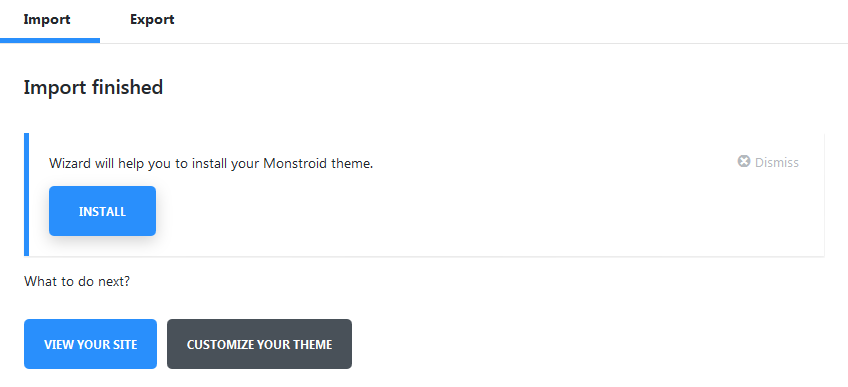 Import Export
Import finished
Wizard will help you to install your Monstroid theme.
Dismiss
INSTALL
What to do next?
VIEW YOUR SITE CUSTOMIZE YOUR THEME